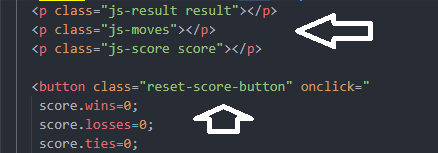 <p class="js-result result"></p>
<p class="js-moves"></p>
<p class="js-score score"></p>
<button class="reset-score-button" onclick="
score.wins=0;
score.losses=0;
score.ties=0;